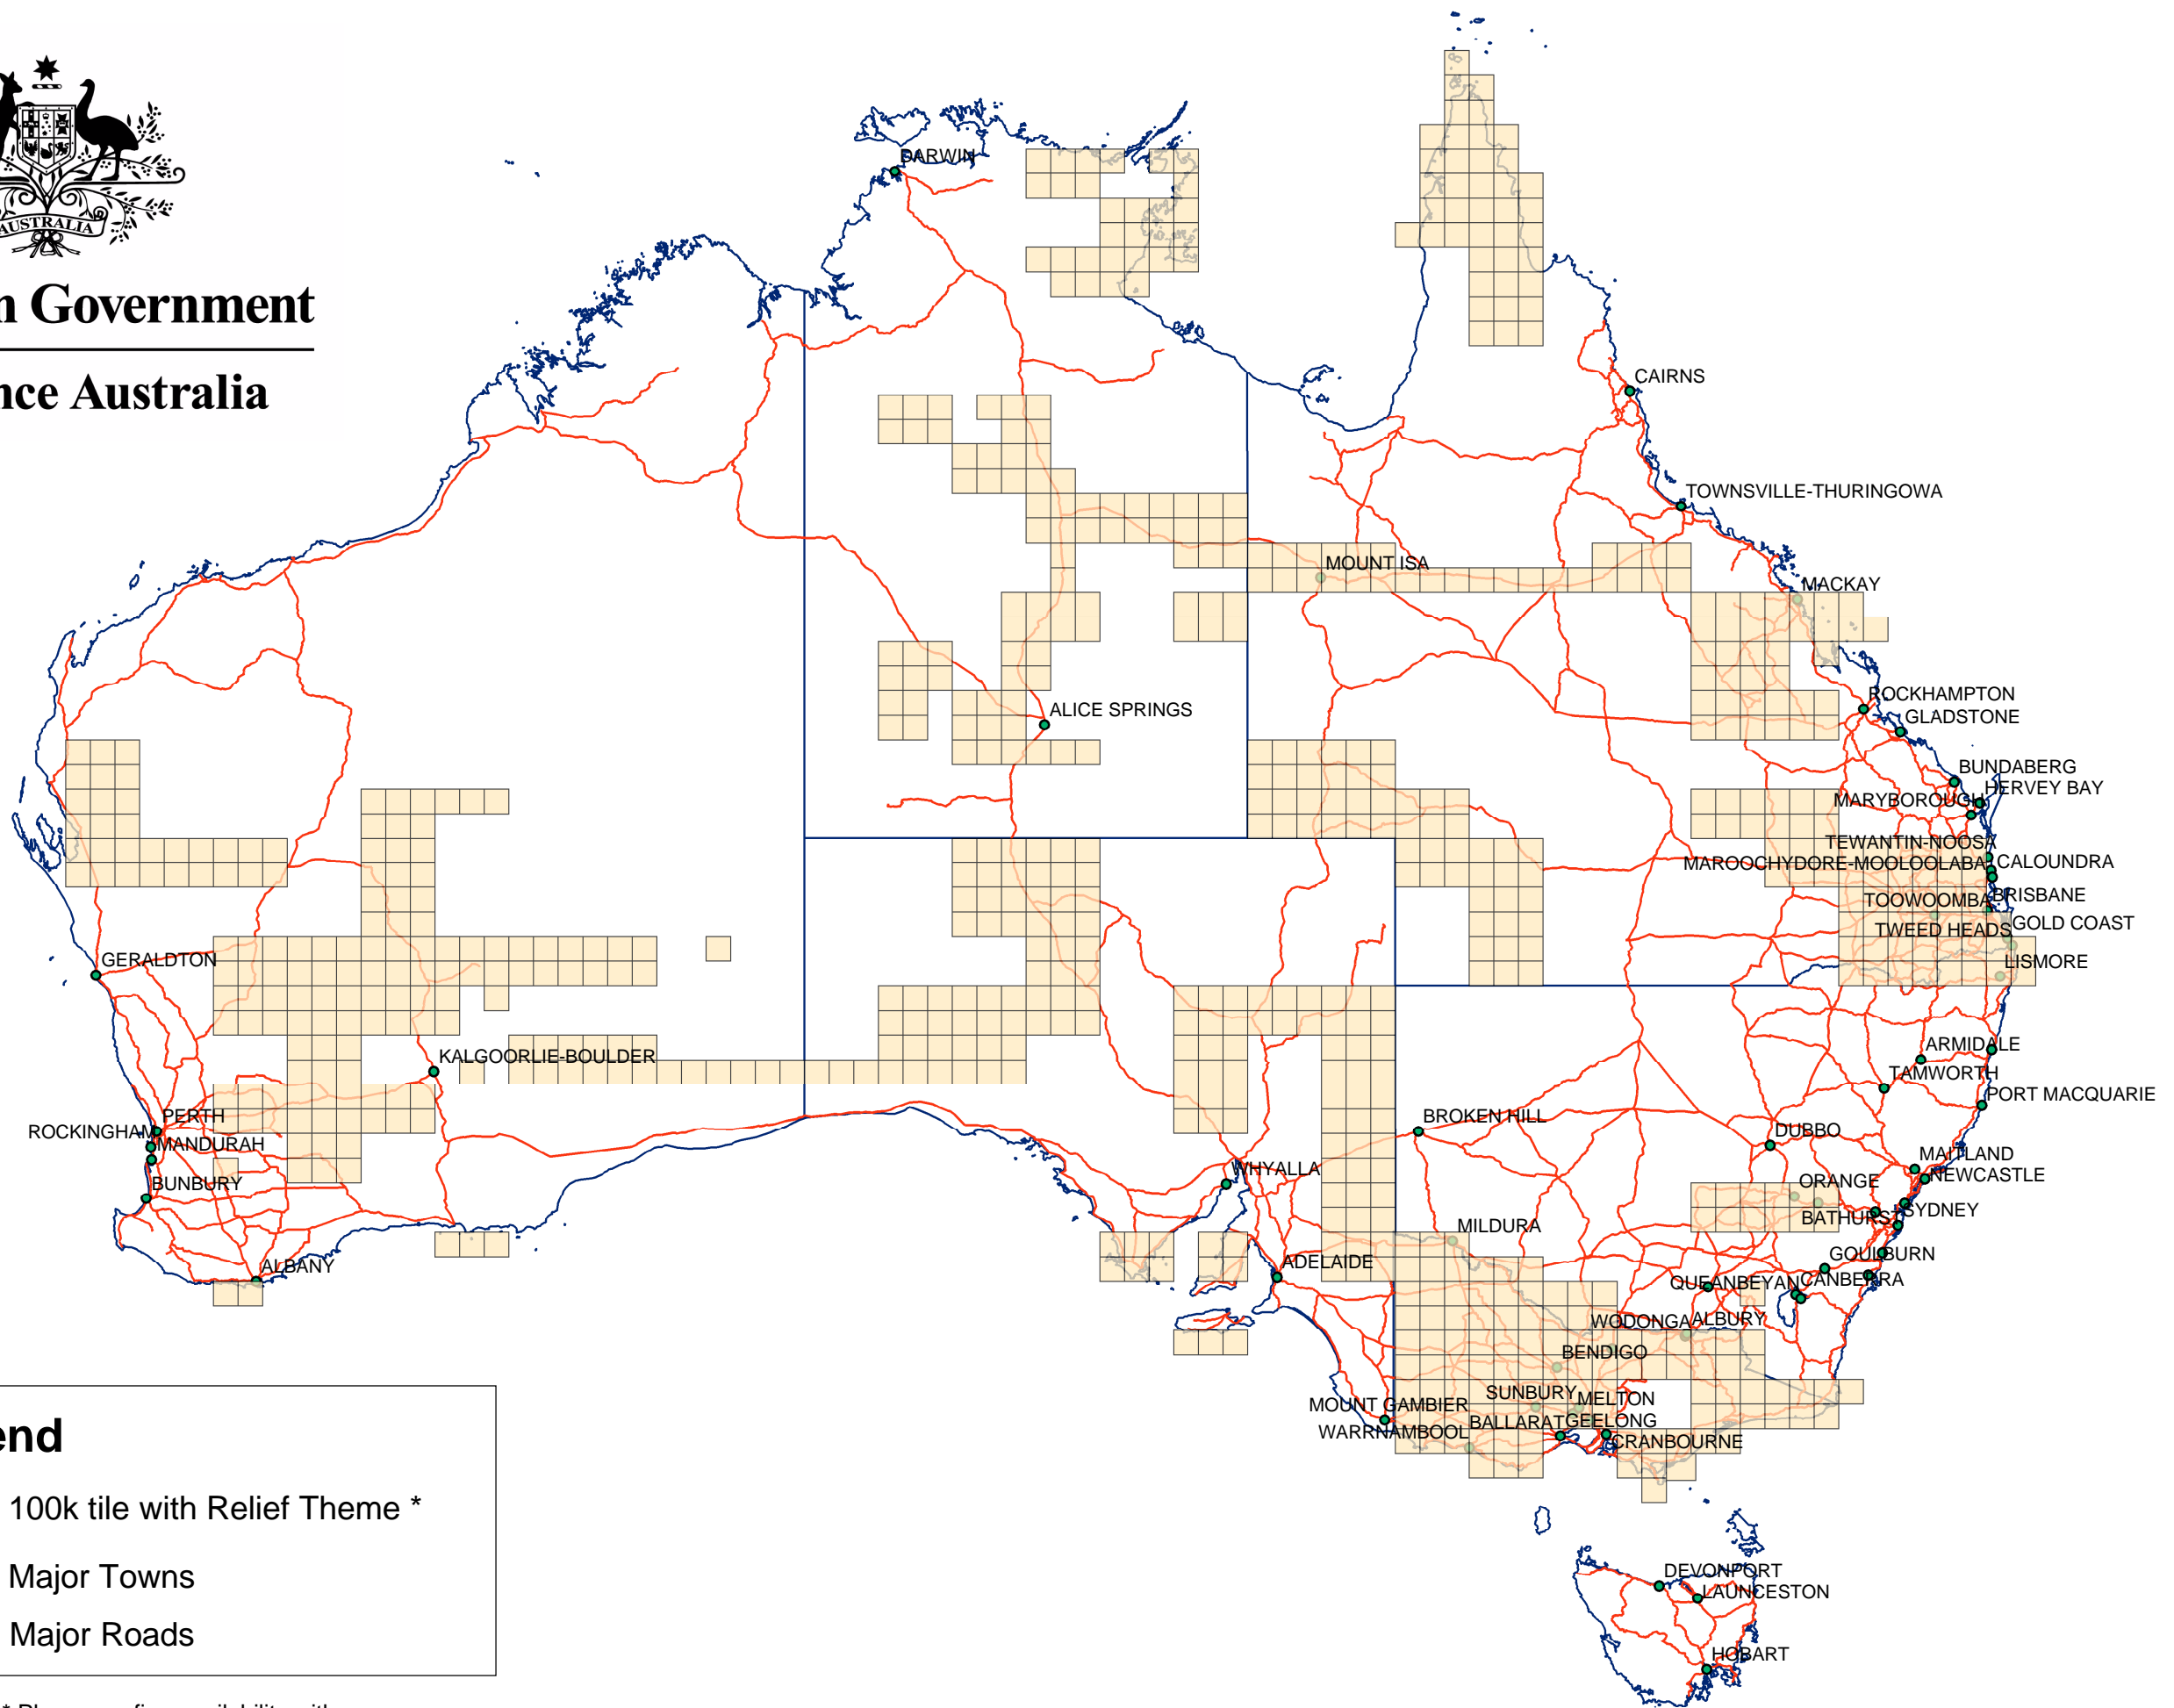 AUSTRALIA
Government
Australia
DARWIN
CAIRNS
TOWNSVILLE-THURINGOWA
MOUNT ISA
MACKAY
ROCKHAMPTON
ALICE SPRINGS
GLADSTONE
BUNDABERG
HERVEY BAY
MARYBOROUGH
TEWANTIN-NOOSA
MAROOCHYDORE-MOOLOOLABA
CALOUNDRA
BRISBANE
TOOWOOMBA
GOLD COAST
TWEED HEADS
GERALDTON
LISMORE
ARMIDALE
KALGOORLIE-BOULDER
TAMWORTH
PORT MACQUARIE
PERTH
BROKEN HILL
ROCKINGHAM
DUBBO
MANDURAH
MAITLAND
WHYALLA
NEWCASTLE
BUNBURY
ORANGE
SYDNEY
BATHURST
MILDURA
GOULBURN
ADELAIDE
ALBANY
QUEANBEYAN
CANBERRA
WODONGA
ALBURY
BENDIGO
SUNBURY
MELTON
MOUNT GAMBIER
BALLARAT
GEELONG
WARRNAMBOOL
CRANBOURNE
100k tile with Relief Theme *
Major Towns
Major Roads
DEVONPORT
LAUNCESTON
HOBART